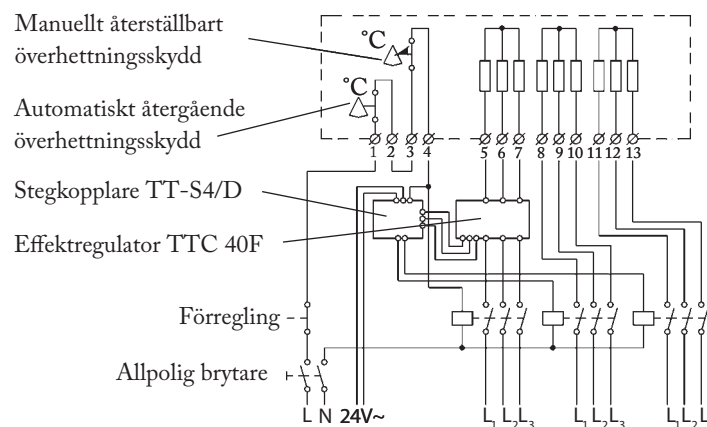 Manuellt återställbart
överhettningsskydd
°C
Automatiskt återgående
överhettningsskydd
°C
1 2 3 4 5 6 7 8 9 10 11 12 13
Stegkopplare TT-S4/D
Effektregulator TTC 40F
Förregling
Allpolig brytare
L N 24V~ L1 L2 L3 L1 L2 L3 L1 L2 L